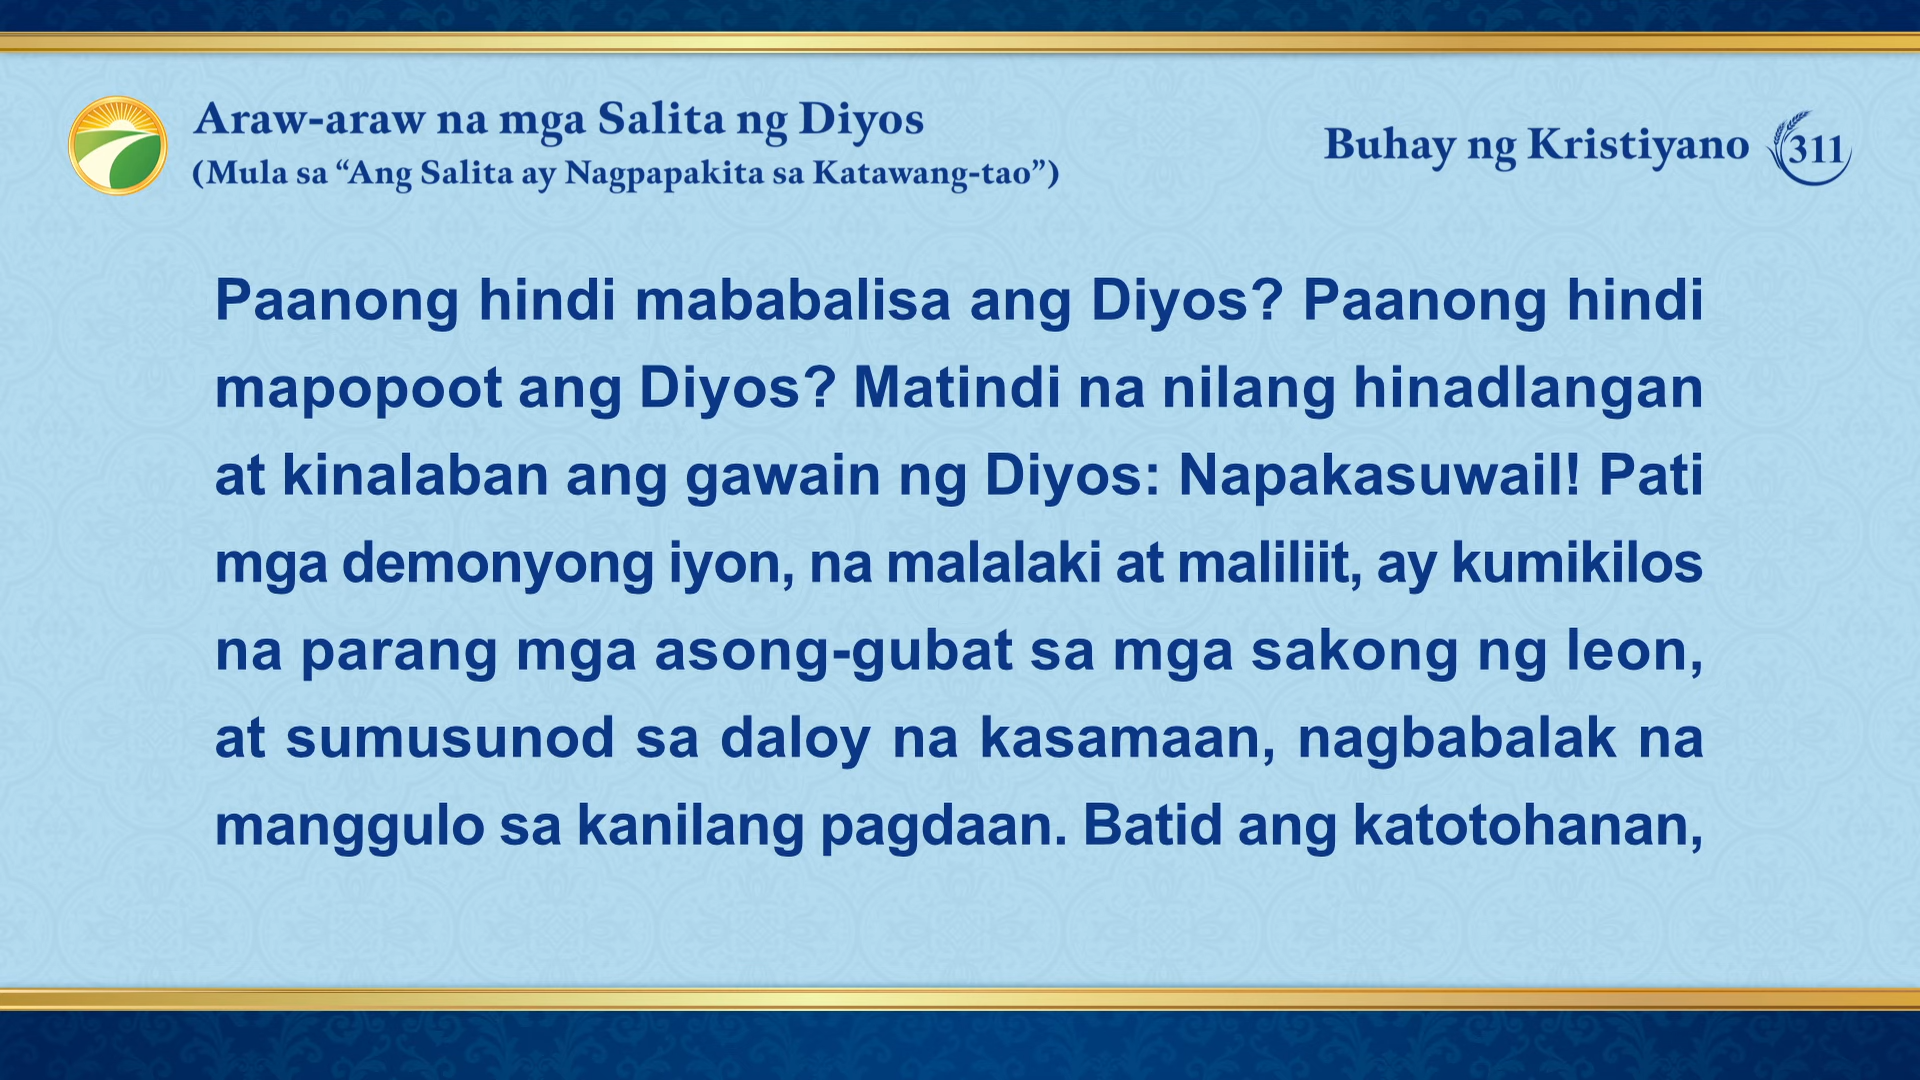 Araw-araw na mga Salita ng Diyos
(Mula sa “Ang Salita ay Nagpapakita sa Katawang-tao”)
Buhay ng Kristiyano 311
Paanong hindi mababalisa ang Diyos? Paanong hindi
mapopoot ang Diyos? Matindi na nilang hinadlangan
at kinalaban ang gawain ng Diyos: Napakasuwail! Pati
mga demonyong iyon, na malalaki at maliliit, ay kumikilos
na parang mga asong-gubat sa mga sakong ng leon,
at sumusunod sa daloy na kasamaan, nagbabalak na
manggulo sa kanilang pagdaan. Batid ang katotohanan,